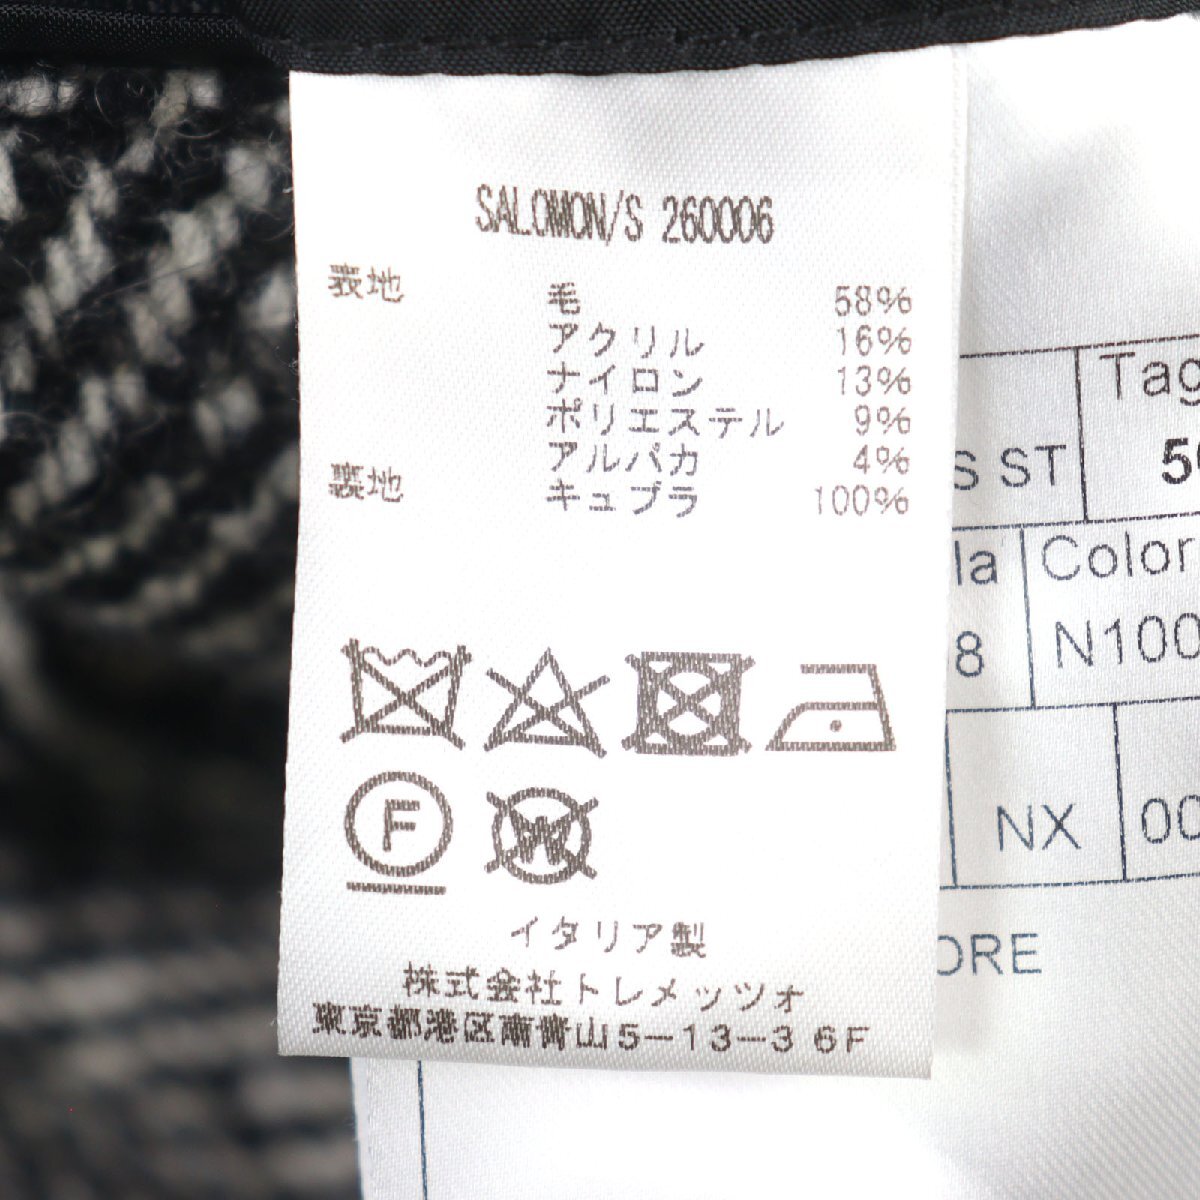 SALOMON/S 260006
表地 毛 58%
アクリル 16%
ナイロン 13%
ポリエステル 9%
アルパカ 4%
裏地 キュプラ 100%
F
W
イタリア製
株式会社トレメッツォ
東京都港区南青山5-13-3 6F
Tag
S ST
la Color
8 N100
NX 00
ORE